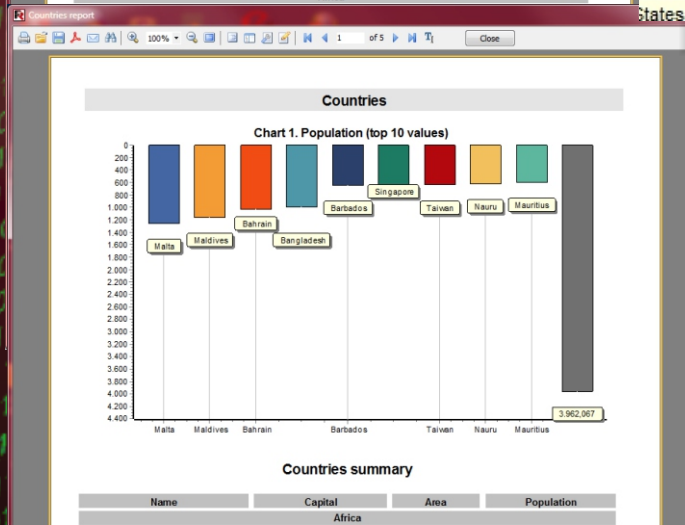 Countries report
States
100%
1 of 5
Close
Countries
Chart 1. Population (top 10 values)
0
200
400
600
800
1.000
1.200
1.400
1.600
1.800
2.000
2.200
2.400
2.600
2.800
3.000
3.200
3.400
3.600
3.800
4.000
4.200
4.400
Malta
Maldives
Bahrain
Bangladesh
Barbados
Singapore
Taiwan
Nauru
Mauritius
3.962,067
Malta Maldives Bahrain Barbados Taiwan Nauru Mauritius
Countries summary
Name Capital Area Population
Africa